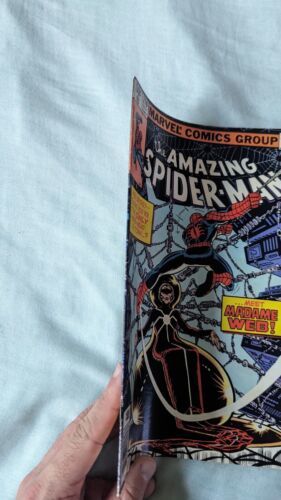 MARVEL COMICS GROUP
THE AMAZING
SPIDER-MAN
...MEET
MADAME
WEB!